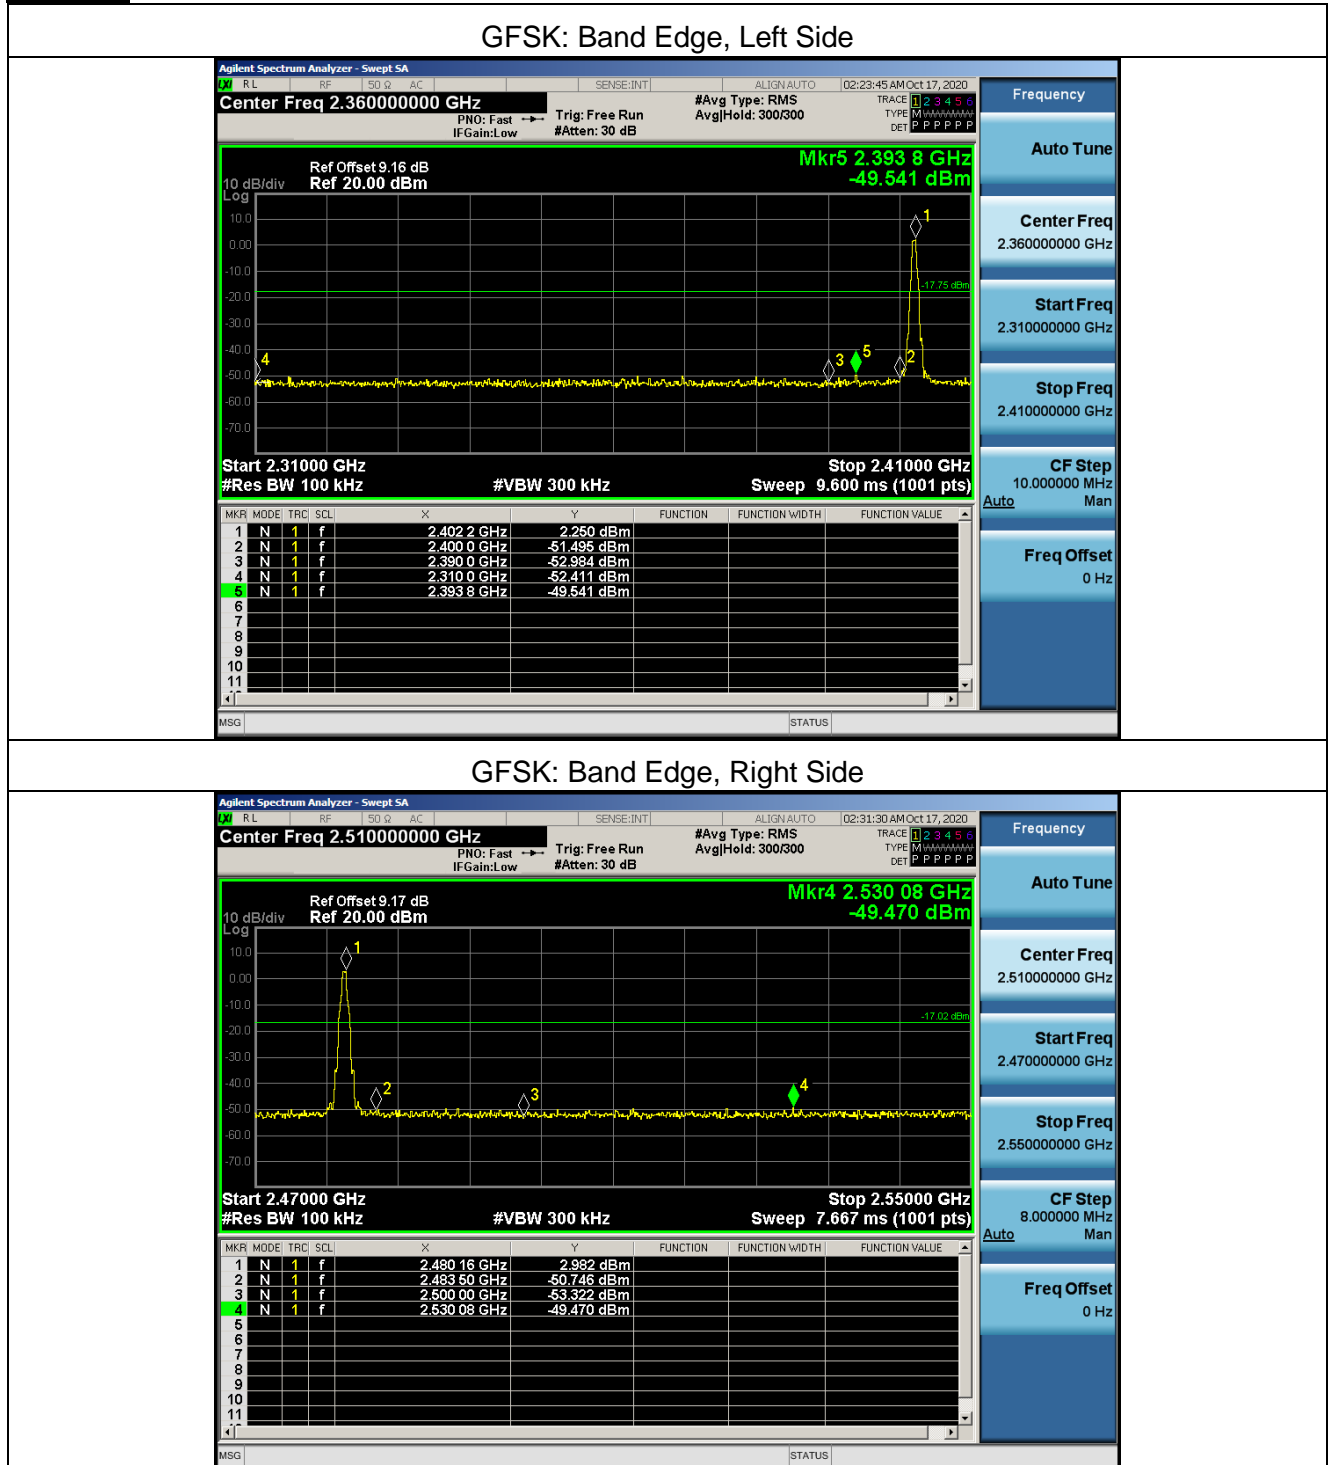 GFSK: Band Edge, Left Side
Agilent Spectrum Analyzer - Swept SA
LXI RL RF 50 Ω AC SENSE:INT ALIGN AUTO 02:23:45 AM Oct 17, 2020
Center Freq 2.360000000 GHz
PNO: Fast
IFGain:Low
Trig: Free Run
#Atten: 30 dB
#Avg Type: RMS
Avg|Hold: 300/300
TRACE 1 2 3 4 5 6
TYPE M
DET P P P P P P
Mkr5 2.393 8 GHz
-49.541 dBm
Ref Offset 9.16 dB
10 dB/div Ref 20.00 dBm
Log
10.0
0.00
-10.0
-20.0
-30.0
-40.0
-50.0
-60.0
-70.0
1
-17.75 dBm
4
3
5
2
Start 2.31000 GHz Stop 2.41000 GHz
#Res BW 100 kHz #VBW 300 kHz Sweep 9.600 ms (1001 pts)
MKR MODE TRC SCL X Y FUNCTION FUNCTION WIDTH FUNCTION VALUE
1 N 1 f 2.402 2 GHz 2.250 dBm
2 N 1 f 2.400 0 GHz -51.495 dBm
3 N 1 f 2.390 0 GHz -52.984 dBm
4 N 1 f 2.310 0 GHz -52.411 dBm
5 N 1 f 2.393 8 GHz -49.541 dBm
6
7
8
9
10
11
MSG STATUS
Frequency
Auto Tune
Center Freq
2.360000000 GHz
Start Freq
2.310000000 GHz
Stop Freq
2.410000000 GHz
CF Step
10.000000 MHz
Auto Man
Freq Offset
0 Hz
GFSK: Band Edge, Right Side
Agilent Spectrum Analyzer - Swept SA
LXI RL RF 50 Ω AC SENSE:INT ALIGN AUTO 02:31:30 AM Oct 17, 2020
Center Freq 2.510000000 GHz
PNO: Fast
IFGain:Low
Trig: Free Run
#Atten: 30 dB
#Avg Type: RMS
Avg|Hold: 300/300
TRACE 1 2 3 4 5 6
TYPE M
DET P P P P P P
Mkr4 2.530 08 GHz
-49.470 dBm
Ref Offset 9.17 dB
10 dB/div Ref 20.00 dBm
Log
10.0
0.00
-10.0
-20.0
-30.0
-40.0
-50.0
-60.0
-70.0
1
-17.02 dBm
2
3
4
Start 2.47000 GHz Stop 2.55000 GHz
#Res BW 100 kHz #VBW 300 kHz Sweep 7.667 ms (1001 pts)
MKR MODE TRC SCL X Y FUNCTION FUNCTION WIDTH FUNCTION VALUE
1 N 1 f 2.480 16 GHz 2.982 dBm
2 N 1 f 2.483 50 GHz -50.746 dBm
3 N 1 f 2.500 00 GHz -53.322 dBm
4 N 1 f 2.530 08 GHz -49.470 dBm
5
6
7
8
9
10
11
MSG STATUS
Frequency
Auto Tune
Center Freq
2.510000000 GHz
Start Freq
2.470000000 GHz
Stop Freq
2.550000000 GHz
CF Step
8.000000 MHz
Auto Man
Freq Offset
0 Hz